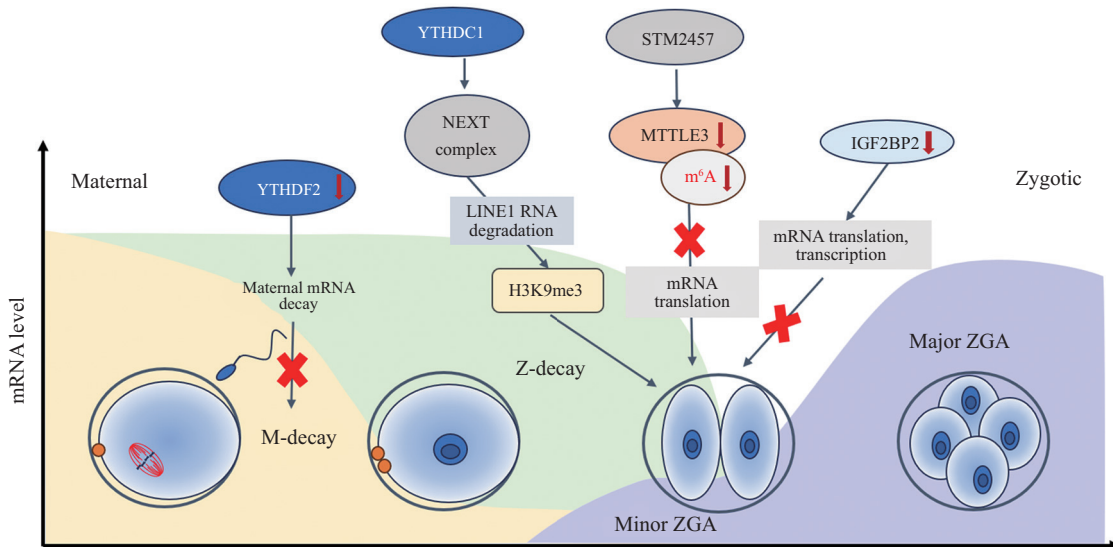 YTHDC1
STM2457
NEXT
complex
MTTLE3
m⁶A
IGF2BP2
Maternal
YTHDF2
Zygotic
LINE1 RNA
degradation
mRNA translation,
transcription
Maternal mRNA
decay
H3K9me3
mRNA
translation
mRNA level
Z-decay
Major ZGA
M-decay
Minor ZGA